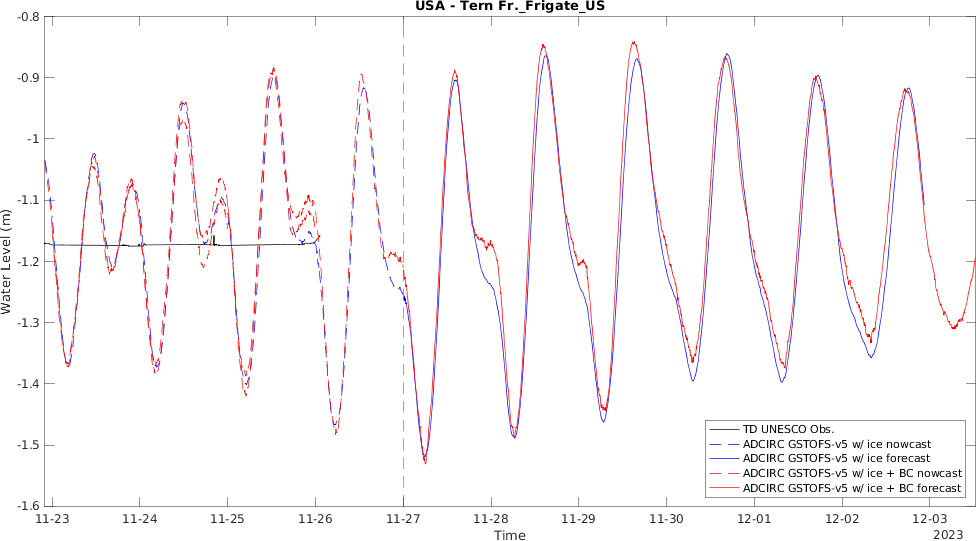 USA - Tern Fr._Frigate_US
Water Level (m)
-0.8
-0.9
-1
-1.1
-1.2
-1.3
-1.4
-1.5
-1.6
TD UNESCO Obs.
ADCIRC GSTOFS-v5 w/ ice nowcast
ADCIRC GSTOFS-v5 w/ ice forecast
ADCIRC GSTOFS-v5 w/ ice + BC nowcast
ADCIRC GSTOFS-v5 w/ ice + BC forecast
11-23 11-24 11-25 11-26 11-27 11-28 11-29 11-30 12-01 12-02 12-03
Time
2023